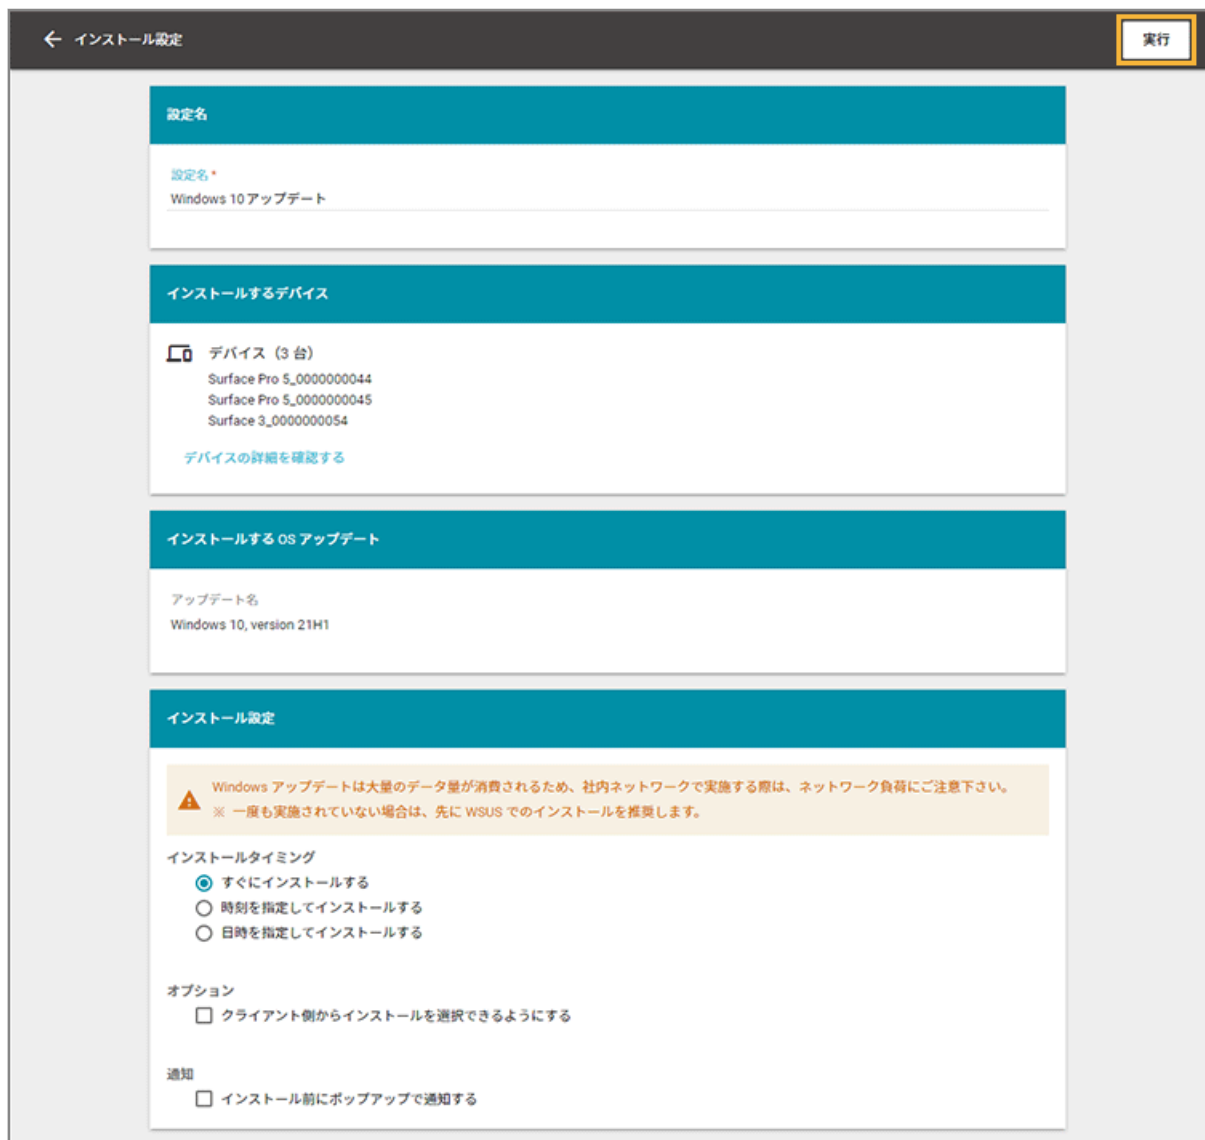 インストール設定
実行
設定名
設定名*
Windows 10アップデート
インストールするデバイス
デバイス（3 台）
Surface Pro 5_0000000044
Surface Pro 5_0000000045
Surface 3_0000000054
デバイスの詳細を確認する
インストールする OS アップデート
アップデート名
Windows 10, version 21H1
インストール設定
Windows アップデートは大量のデータ量が消費されるため、社内ネットワークで実施する際は、ネットワーク負荷にご注意下さい。
※ 一度も実施されていない場合は、先に WSUS でのインストールを推奨します。
インストールタイミング
すぐにインストールする
時刻を指定してインストールする
日時を指定してインストールする
オプション
クライアント側からインストールを選択できるようにする
通知
インストール前にポップアップで通知する